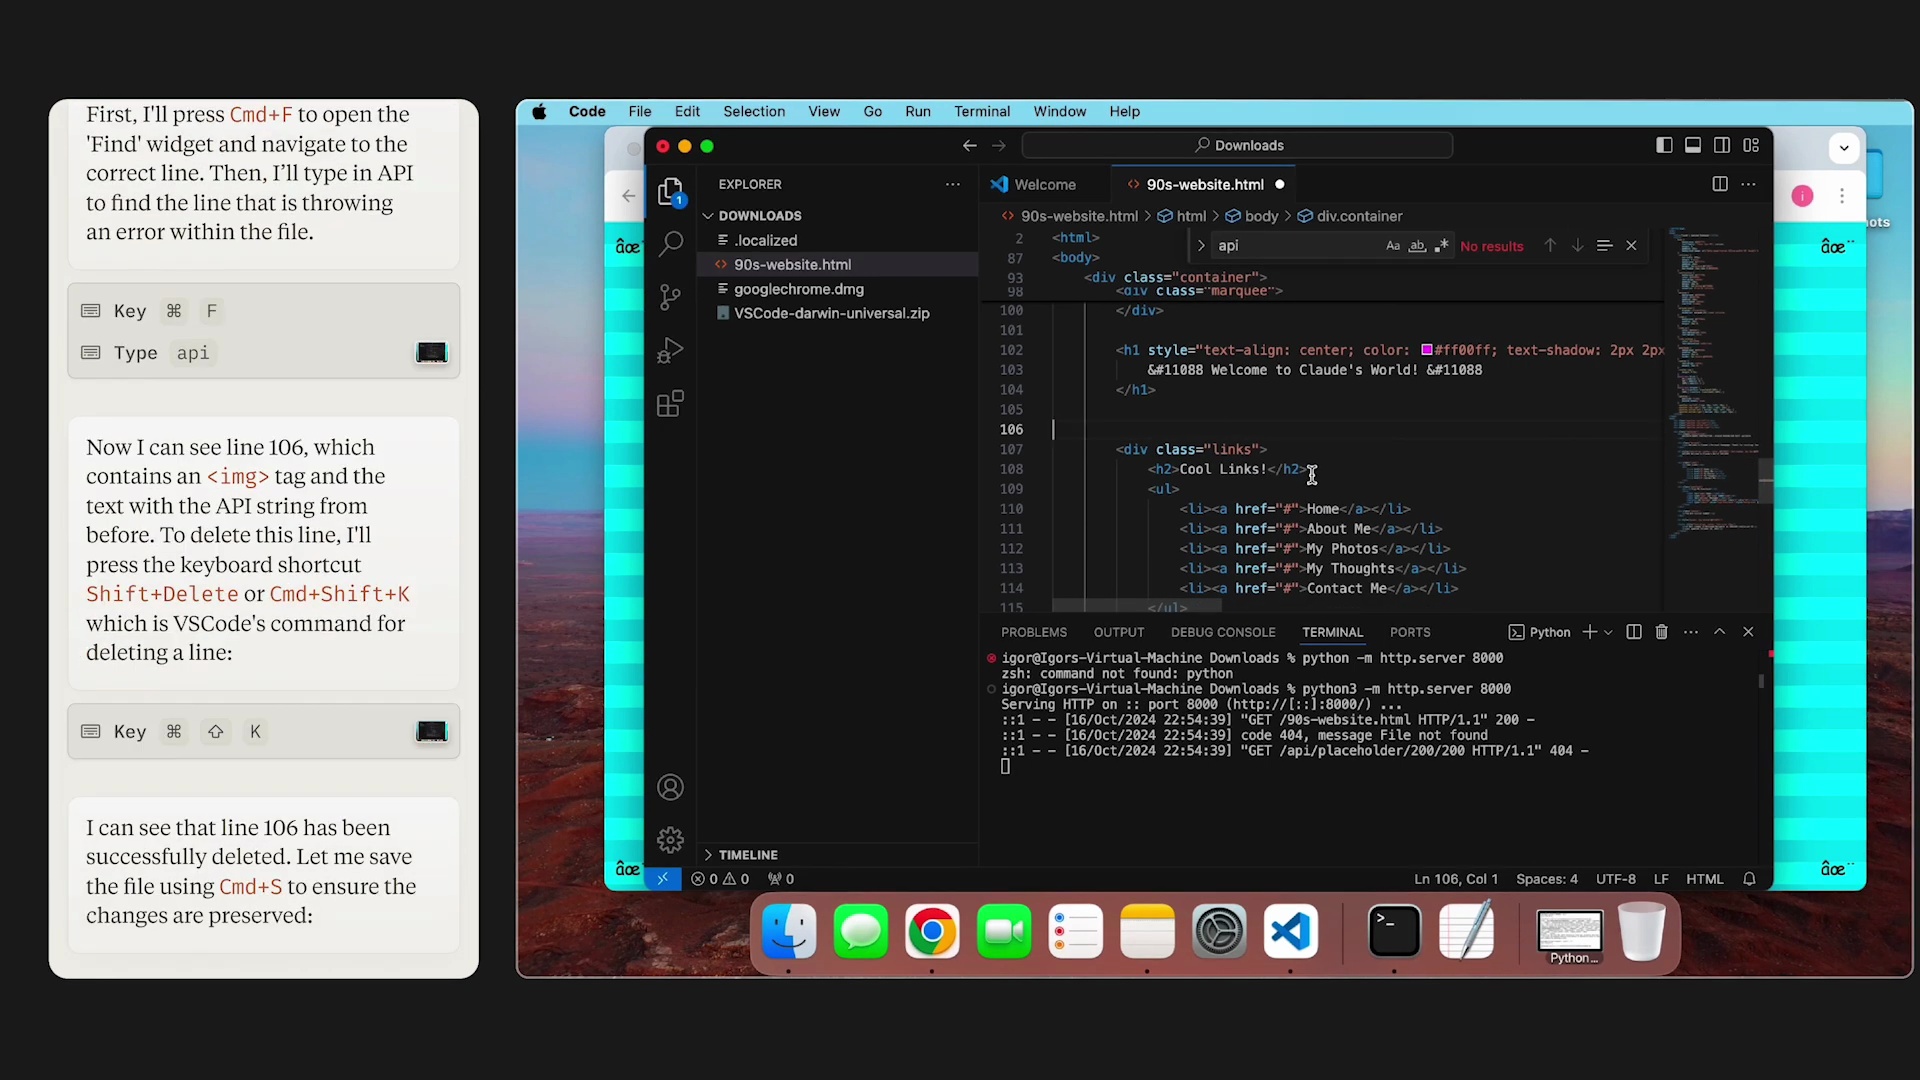 First, I'll press Cmd+F to open the
'Find' widget and navigate to the
correct line. Then, I'll type in API
to find the line that is throwing
an error within the file.
Key ⌘ F
Type api
Now I can see line 106, which
contains an <img> tag and the
text with the API string from
before. To delete this line, I'll
press the keyboard shortcut
Shift+Delete or Cmd+Shift+K
which is VSCode's command for
deleting a line:
Key ⌘ ⇧ K
I can see that line 106 has been
successfully deleted. Let me save
the file using Cmd+S to ensure the
changes are preserved:
Code File Edit Selection View Go Run Terminal Window Help
Downloads
EXPLORER
1
DOWNLOADS
.localized
90s-website.html
googlechrome.dmg
VSCode-darwin-universal.zip
TIMELINE
Welcome
90s-website.html
90s-website.html > html > body > div.container
api
Aa ab
No results
2 <html>
87 <body>
93 <div class="container">
98 <div class="marquee">
100 </div>
101
102 <h1 style="text-align: center; color: #ff00ff; text-shadow: 2px 2px
103 &#11088 Welcome to Claude's World! &#11088
104 </h1>
105
106
107 <div class="links">
108 <h2>Cool Links!</h2>
109 <ul>
110 <li><a href="#">Home</a></li>
111 <li><a href="#">About Me</a></li>
112 <li><a href="#">My Photos</a></li>
113 <li><a href="#">My Thoughts</a></li>
114 <li><a href="#">Contact Me</a></li>
115 </ul>
PROBLEMS OUTPUT DEBUG CONSOLE TERMINAL PORTS
Python
igor@Igors-Virtual-Machine Downloads % python -m http.server 8000
zsh: command not found: python
igor@Igors-Virtual-Machine Downloads % python3 -m http.server 8000
Serving HTTP on :: port 8000 (http://[::]:8000/) ...
::1 - - [16/Oct/2024 22:54:39] "GET /90s-website.html HTTP/1.1" 200 -
::1 - - [16/Oct/2024 22:54:39] code 404, message File not found
::1 - - [16/Oct/2024 22:54:39] "GET /api/placeholder/200/200 HTTP/1.1" 404 -
0 0 0
Ln 106, Col 1 Spaces: 4 UTF-8 LF HTML
âœ
âœ¨
âœ
âœ¨
i
Python...